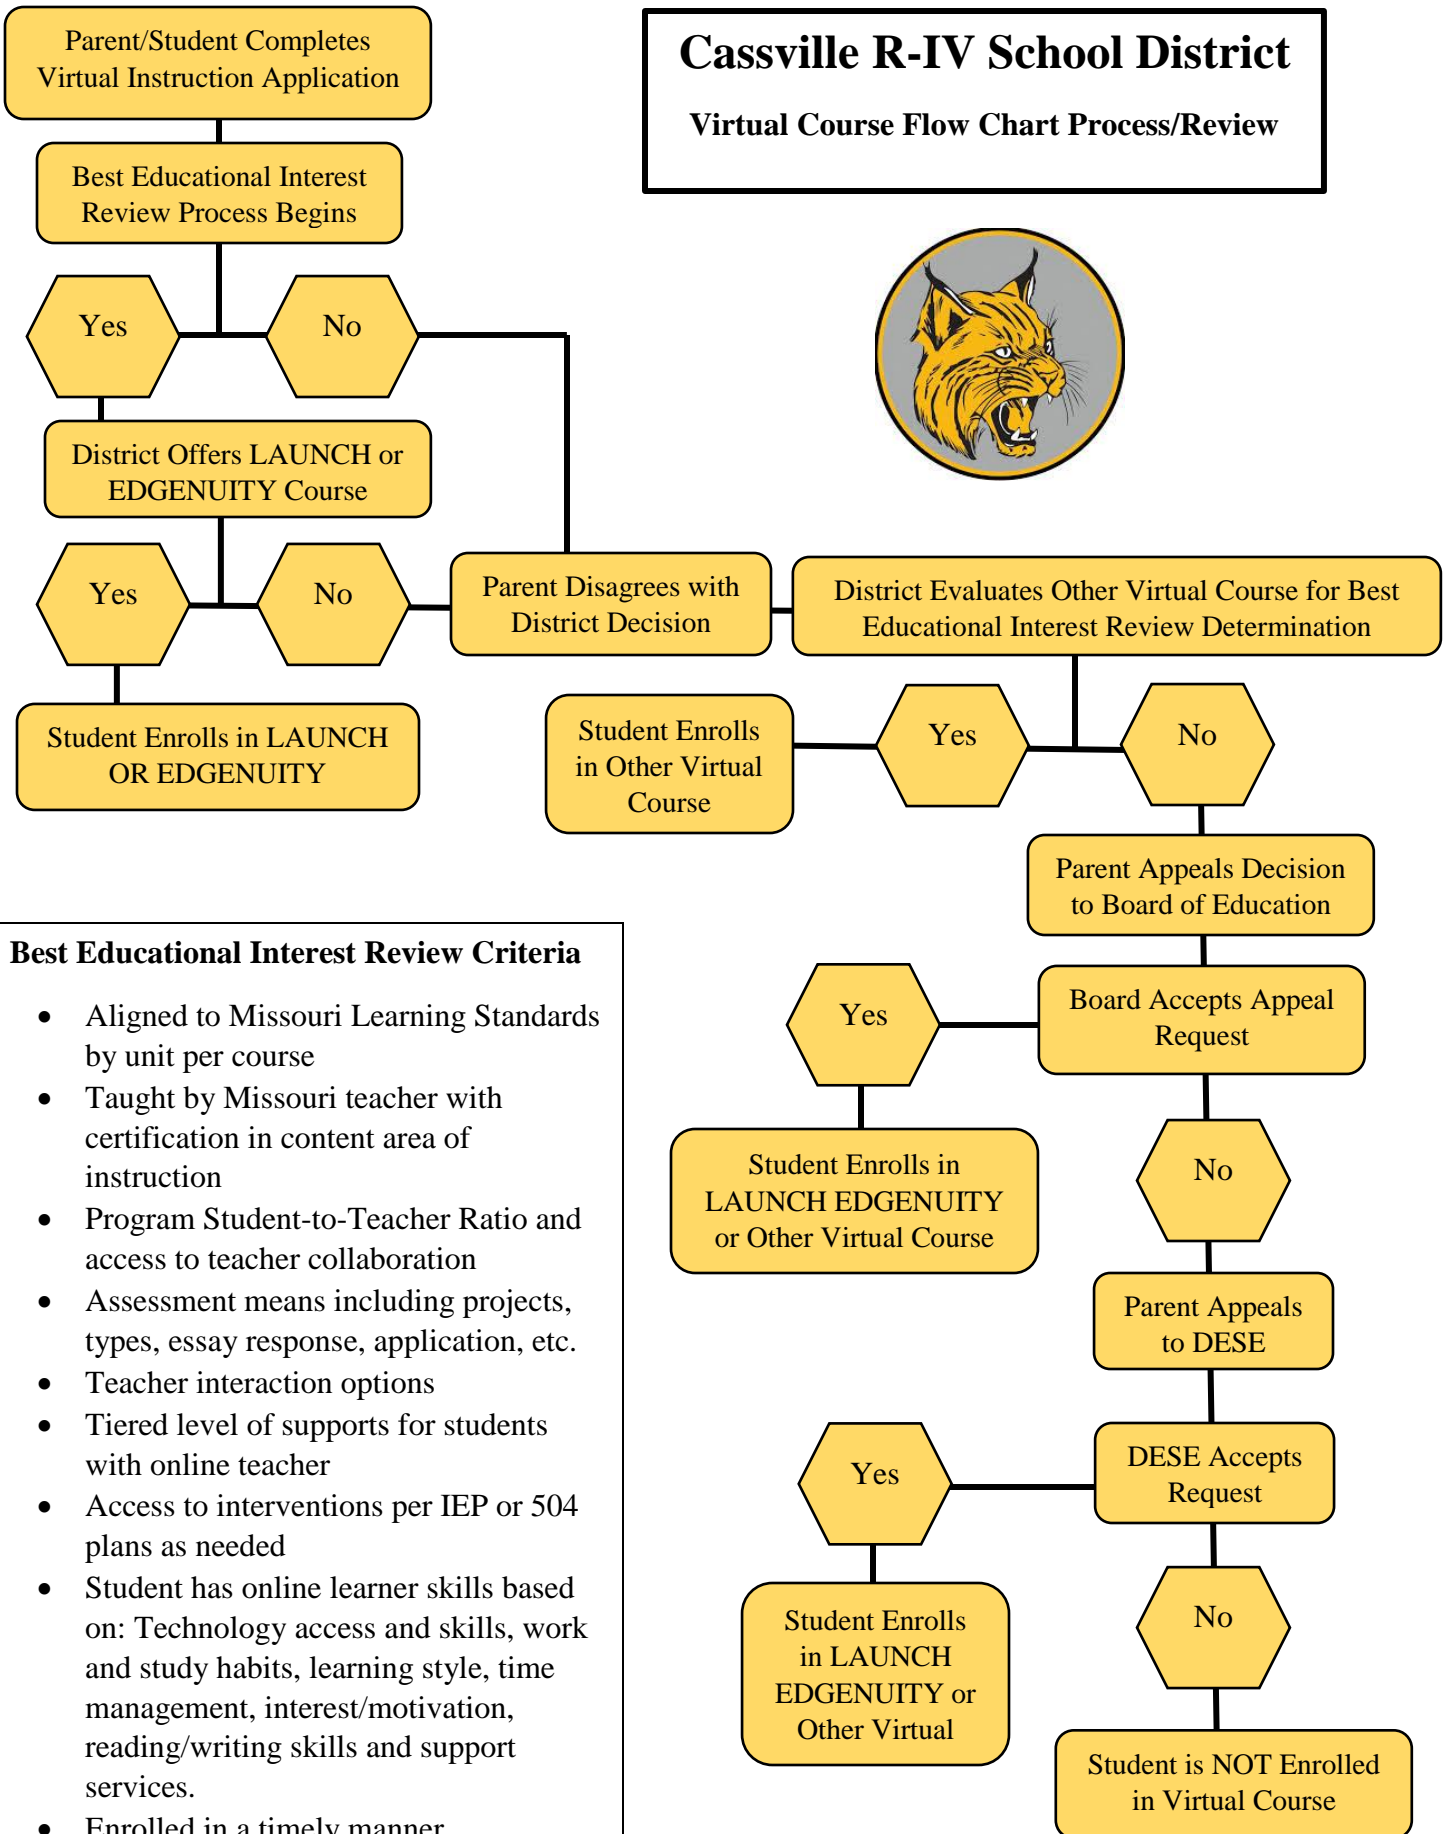 Parent/Student Completes
Virtual Instruction Application
Cassville R-IV School District
Virtual Course Flow Chart Process/Review
Best Educational Interest
Review Process Begins
Yes
No
District Offers LAUNCH or
EDGENUITY Course
Yes
No
Parent Disagrees with
District Decision
District Evaluates Other Virtual Course for Best
Educational Interest Review Determination
Student Enrolls in LAUNCH
OR EDGENUITY
Student Enrolls
in Other Virtual
Course
Yes
No
Parent Appeals Decision
to Board of Education
Board Accepts Appeal
Request
Yes
Student Enrolls in
LAUNCH EDGENUITY
or Other Virtual Course
No
Parent Appeals
to DESE
DESE Accepts
Request
Yes
Student Enrolls
in LAUNCH
EDGENUITY or
Other Virtual
No
Student is NOT Enrolled
in Virtual Course
Best Educational Interest Review Criteria
• Aligned to Missouri Learning Standards
by unit per course
• Taught by Missouri teacher with
certification in content area of
instruction
• Program Student-to-Teacher Ratio and
access to teacher collaboration
• Assessment means including projects,
types, essay response, application, etc.
• Teacher interaction options
• Tiered level of supports for students
with online teacher
• Access to interventions per IEP or 504
plans as needed
• Student has online learner skills based
on: Technology access and skills, work
and study habits, learning style, time
management, interest/motivation,
reading/writing skills and support
services.
• Enrolled in a timely manner